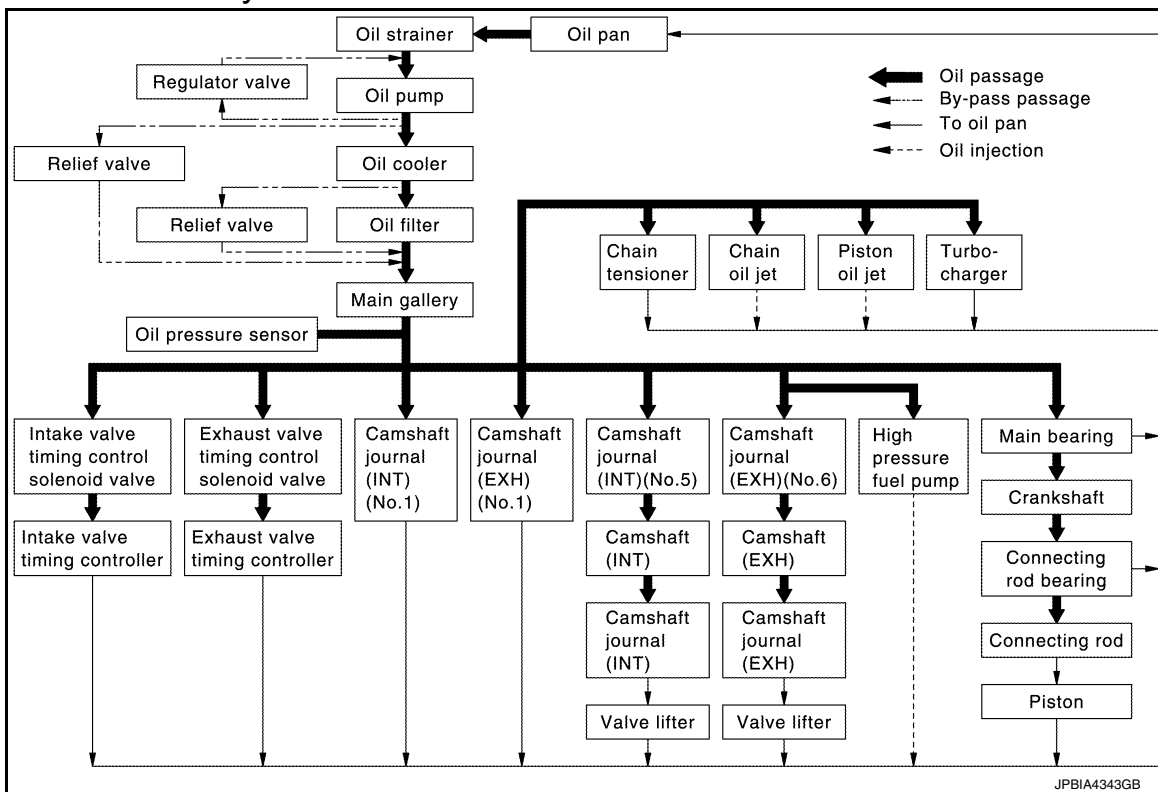 Oil strainer
Oil pan
Regulator valve
Oil pump
Oil passage
By-pass passage
To oil pan
Oil injection
Relief valve
Oil cooler
Relief valve
Oil filter
Chain
tensioner
Chain
oil jet
Piston
oil jet
Turbo-
charger
Main gallery
Oil pressure sensor
Intake valve
timing control
solenoid valve
Exhaust valve
timing control
solenoid valve
Camshaft
journal
(INT)
(No.1)
Camshaft
journal
(EXH)
(No.1)
Camshaft
journal
(INT)(No.5)
Camshaft
journal
(EXH)(No.6)
High
pressure
fuel pump
Main bearing
Crankshaft
Intake valve
timing controller
Exhaust valve
timing controller
Camshaft
(INT)
Camshaft
(EXH)
Connecting
rod bearing
Camshaft
journal
(INT)
Camshaft
journal
(EXH)
Connecting rod
Piston
Valve lifter
Valve lifter
JPBIA4343GB